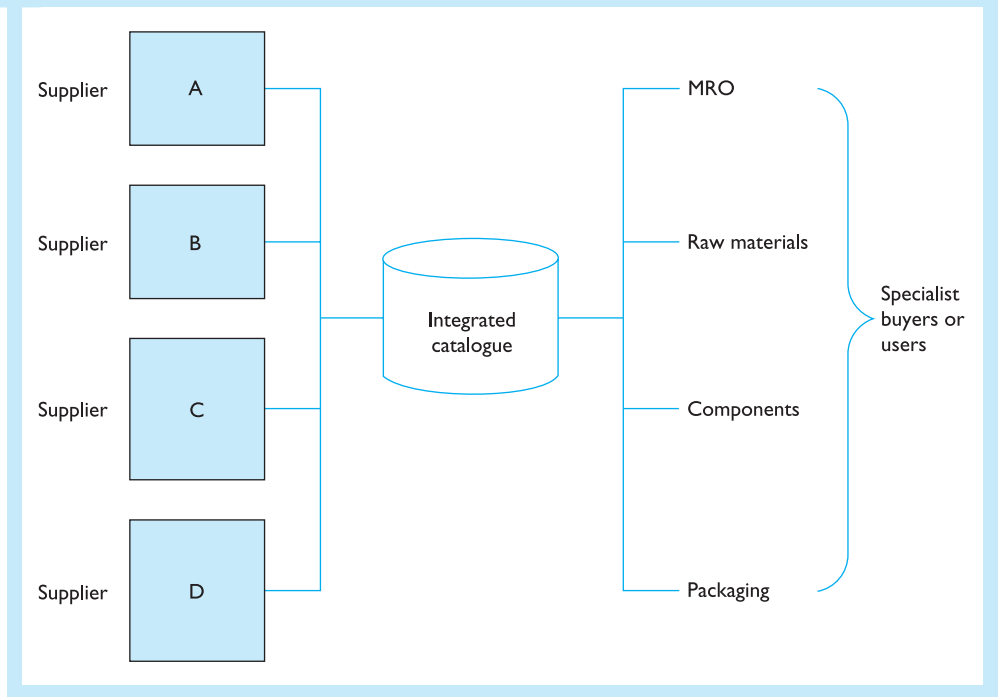 Supplier
A
MRO
Supplier
B
Raw materials
Integrated
catalogue
Specialist
buyers or
users
Supplier
C
Components
Supplier
D
Packaging